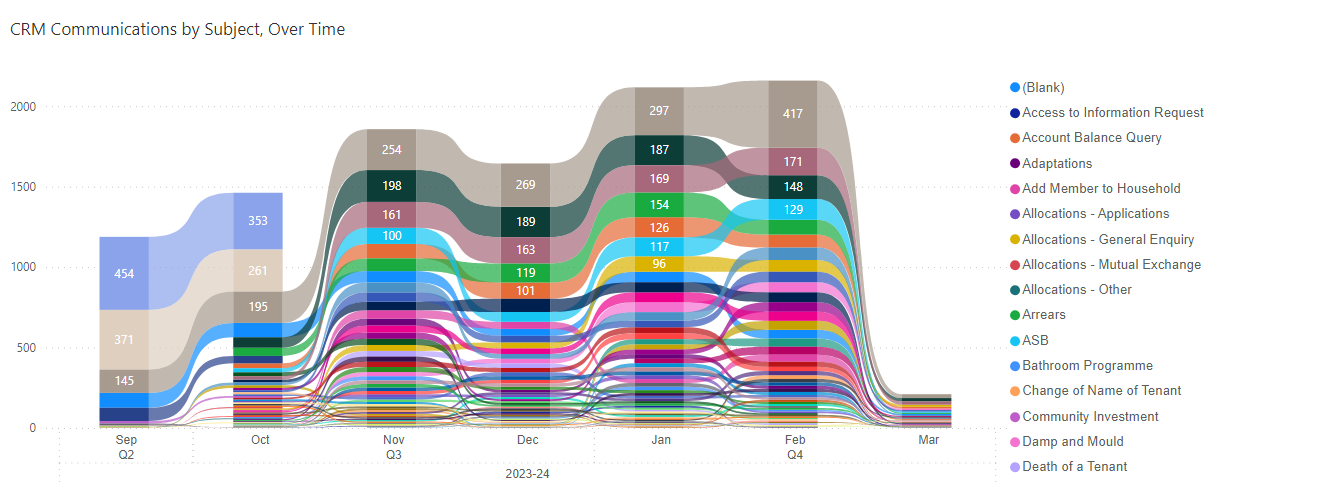 CRM Communications by Subject, Over Time
2000
1500
1000
500
0
454
371
145
353
261
195
254
198
161
100
269
189
163
119
101
297
187
169
154
126
117
96
417
171
148
129
Sep
Oct
Nov
Dec
Jan
Feb
Mar
Q2
Q3
Q4
2023-24
(Blank)
Access to Information Request
Account Balance Query
Adaptations
Add Member to Household
Allocations - Applications
Allocations - General Enquiry
Allocations - Mutual Exchange
Allocations - Other
Arrears
ASB
Bathroom Programme
Change of Name of Tenant
Community Investment
Damp and Mould
Death of a Tenant